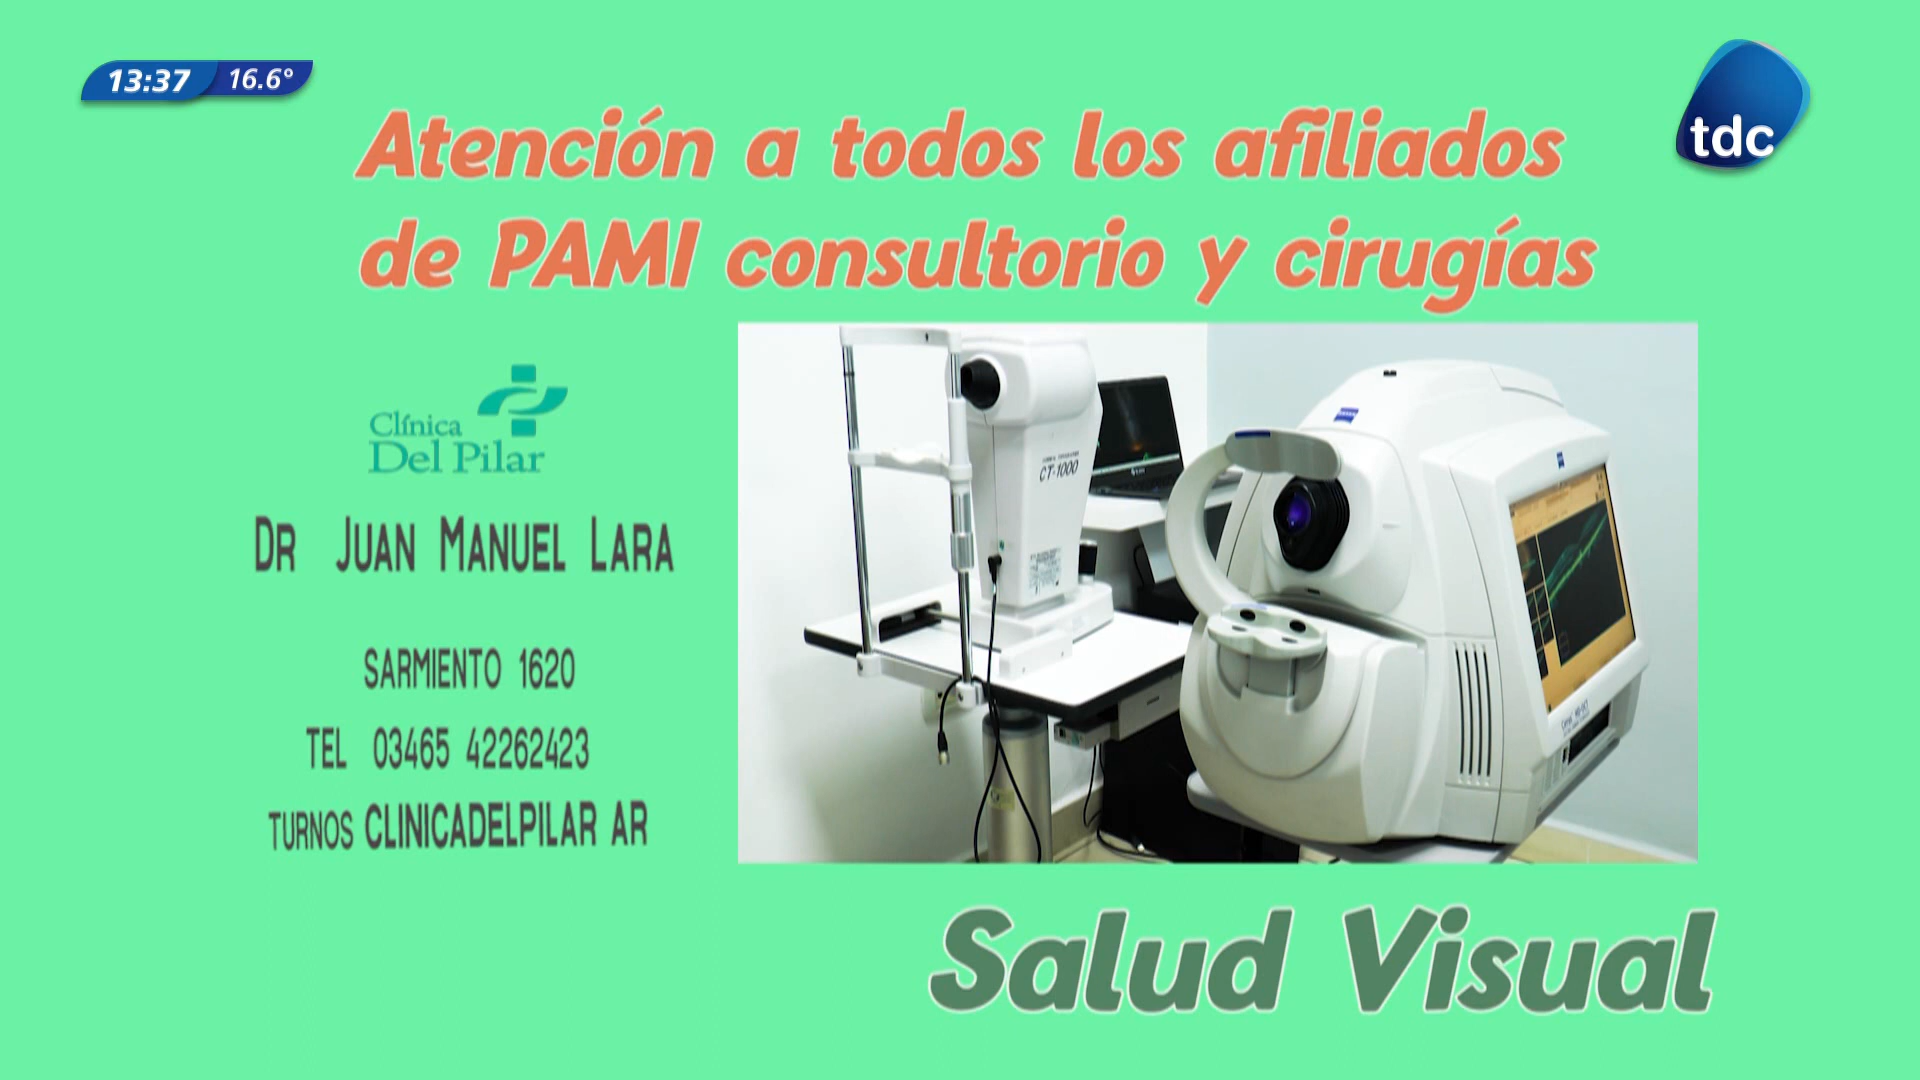 13:37 16.6°
tdc
Atención a todos los afiliados
de PAMI consultorio y cirugías
Clínica
Del Pilar
DR JUAN MANUEL LARA
SARMIENTO 1620
TEL 03465 42262423
TURNOS CLINICADELPILAR AR
CT-1000
ZEISS
Salud Visual